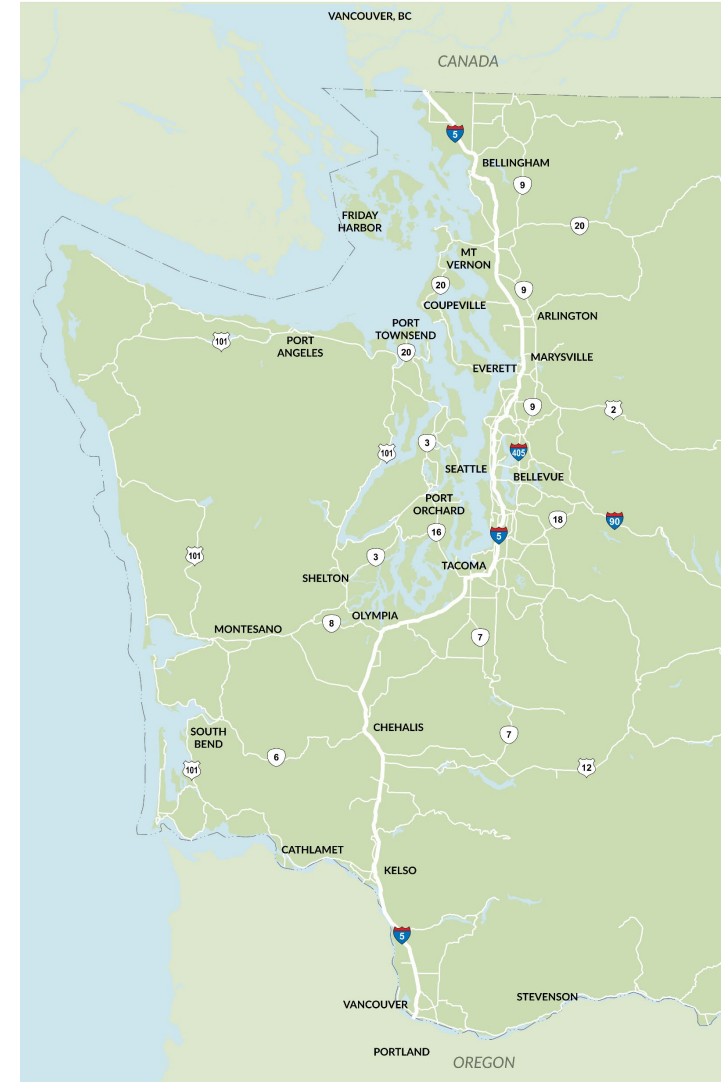 VANCOUVER, BC
CANADA
5
BELLINGHAM
9
20
FRIDAY
HARBOR
MT
VERNON
20
9
COUPEVILLE
ARLINGTON
PORT
TOWNSEND
101
PORT
ANGELES
20
MARYSVILLE
EVERETT
9
2
3
101
405
SEATTLE
BELLEVUE
PORT
ORCHARD
18
90
16
5
101
3
TACOMA
SHELTON
OLYMPIA
8
MONTESANO
7
CHEHALIS
SOUTH
BEND
7
6
101
12
CATHLAMET
KELSO
5
STEVENSON
VANCOUVER
PORTLAND
OREGON